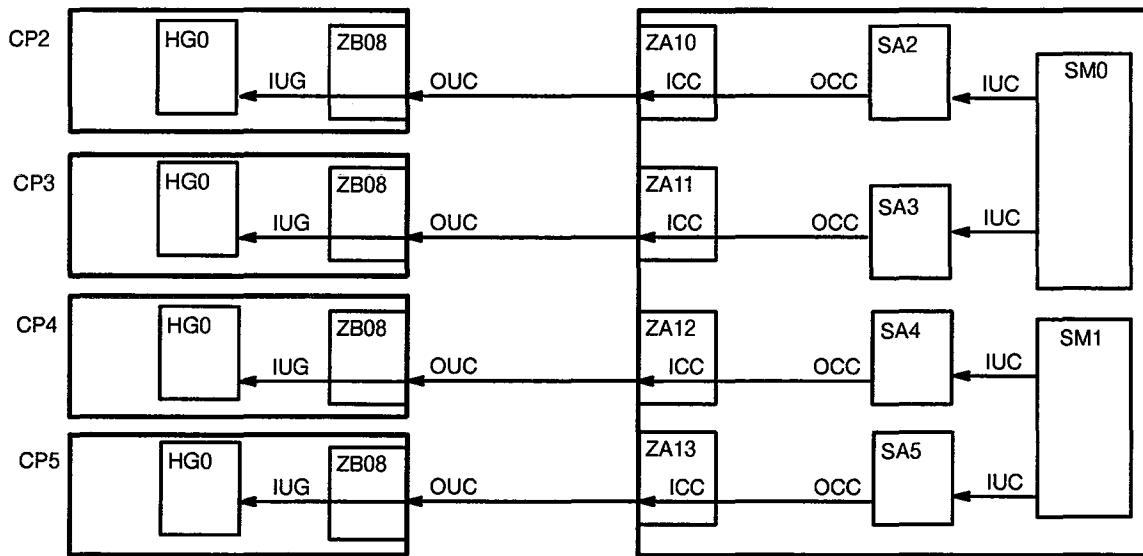 CP2 HG0 ZB08 ZA10 SA2 SM0
IUG OUC ICC OCC IUC
CP3 HG0 ZB08 ZA11 SA3
IUG OUC ICC OCC IUC
CP4 HG0 ZB08 ZA12 SA4 SM1
IUG OUC ICC OCC IUC
CP5 HG0 ZB08 ZA13 SA5
IUG OUC ICC OCC IUC